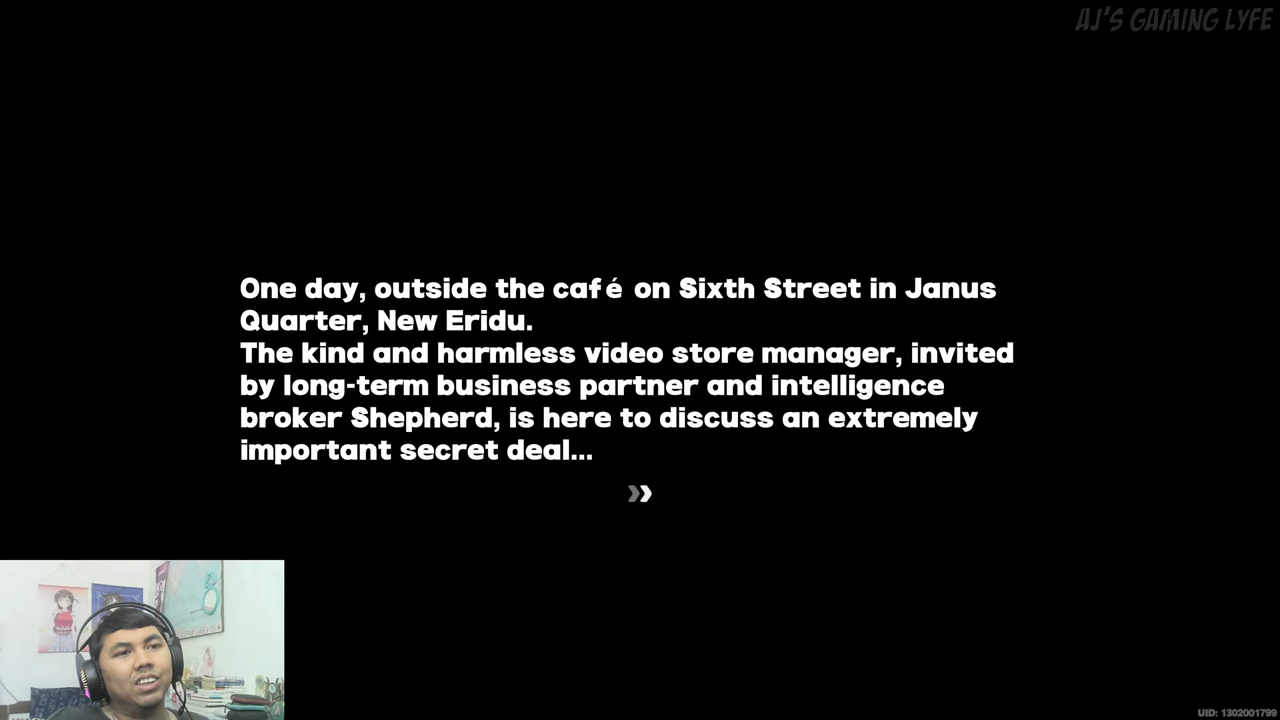 AJ'S GAMING LYFE
One day, outside the café on Sixth Street in Janus
Quarter, New Eridu.
The kind and harmless video store manager, invited
by long-term business partner and intelligence
broker Shepherd, is here to discuss an extremely
important secret deal...
UID: 1302001799